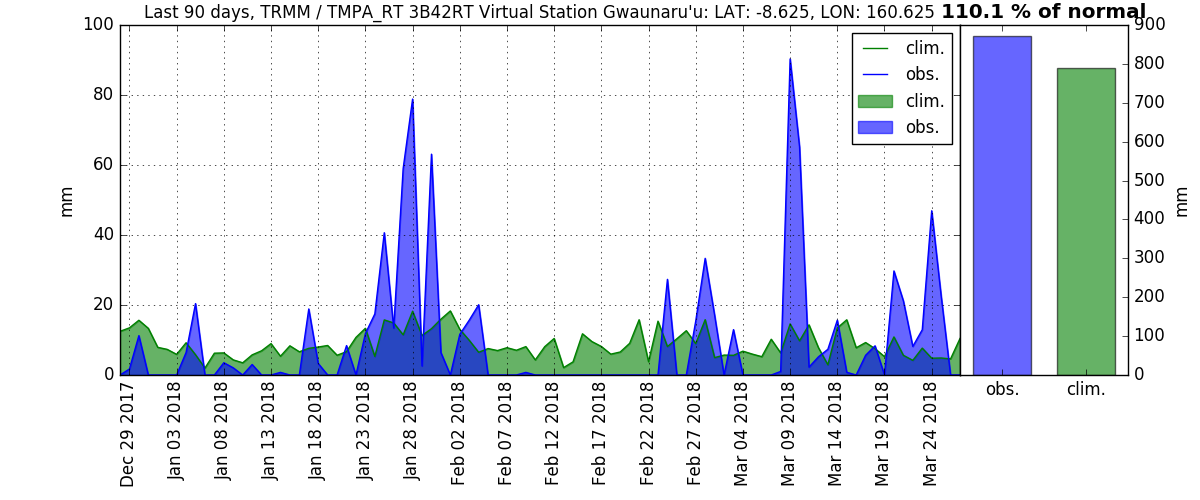 Last 90 days, TRMM / TMPA_RT 3B42RT Virtual Station Gwaunaru'u: LAT: -8.625, LON: 160.625 110.1 % of normal
100
80
60
40
20
0
mm
clim.
obs.
clim.
obs.
900
800
700
600
500
400
300
200
100
0
mm
obs.
clim.
Dec 29 2017
Jan 03 2018
Jan 08 2018
Jan 13 2018
Jan 18 2018
Jan 23 2018
Jan 28 2018
Feb 02 2018
Feb 07 2018
Feb 12 2018
Feb 17 2018
Feb 22 2018
Feb 27 2018
Mar 04 2018
Mar 09 2018
Mar 14 2018
Mar 19 2018
Mar 24 2018